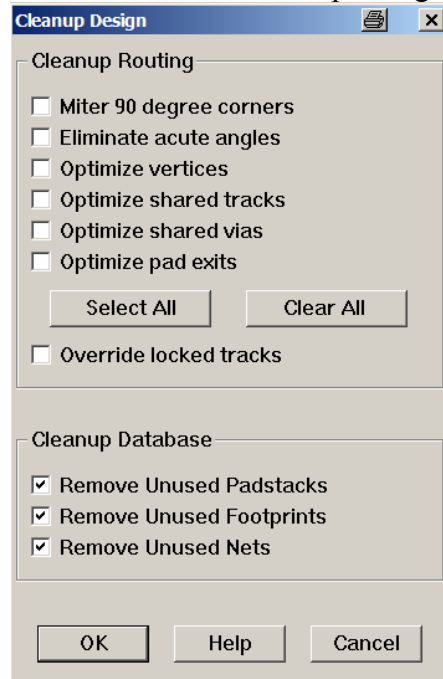 Cleanup Design
Cleanup Routing
Miter 90 degree corners
Eliminate acute angles
Optimize vertices
Optimize shared tracks
Optimize shared vias
Optimize pad exits
Select All Clear All
Override locked tracks
Cleanup Database
Remove Unused Padstacks
Remove Unused Footprints
Remove Unused Nets
OK Help Cancel